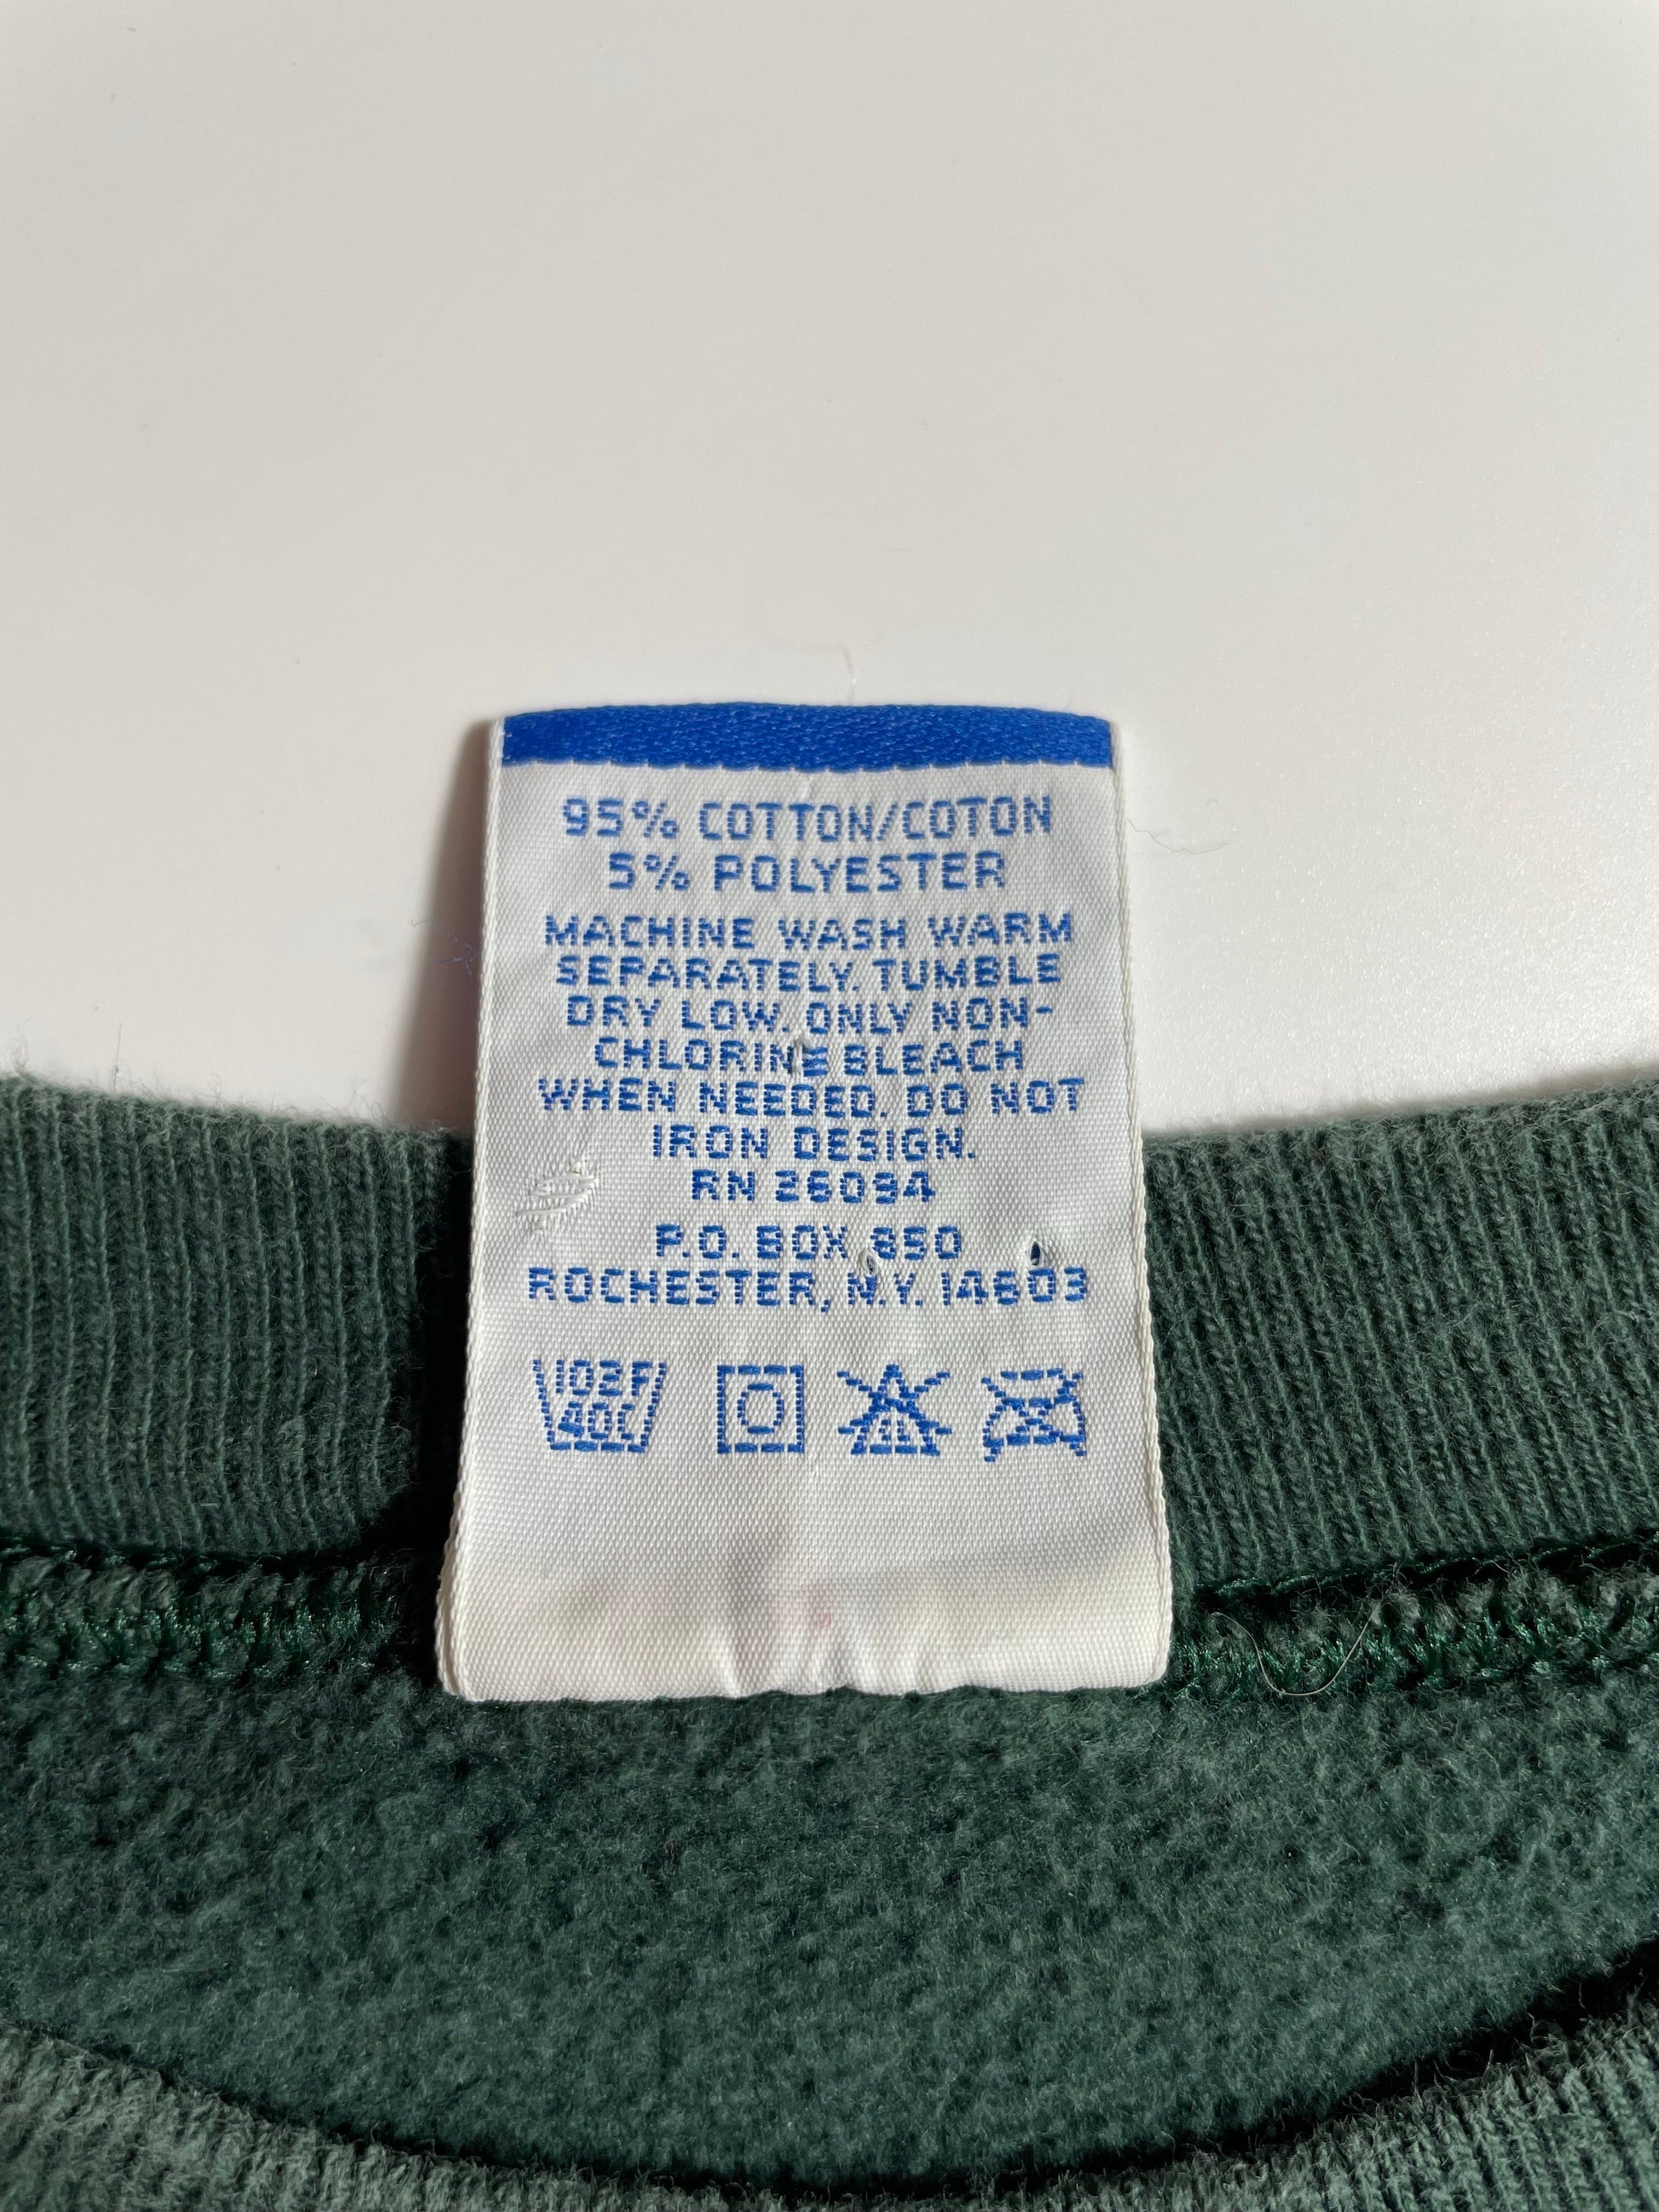 95% COTTON/COTON
5% POLYESTER
MACHINE WASH WARM
SEPARATELY. TUMBLE
DRY LOW. ONLY NON-
CHLORINE BLEACH
WHEN NEEDED. DO NOT
IRON DESIGN.
RN 26094
P.O. BOX 850
ROCHESTER, N.Y. 14603
102F
40C